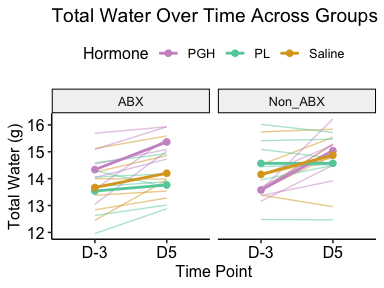 Total Water Over Time Across Groups
Hormone PGH PL Saline
ABX Non_ABX
Total Water (g)
16
15
14
13
12
D-3 D5 D-3 D5
Time Point